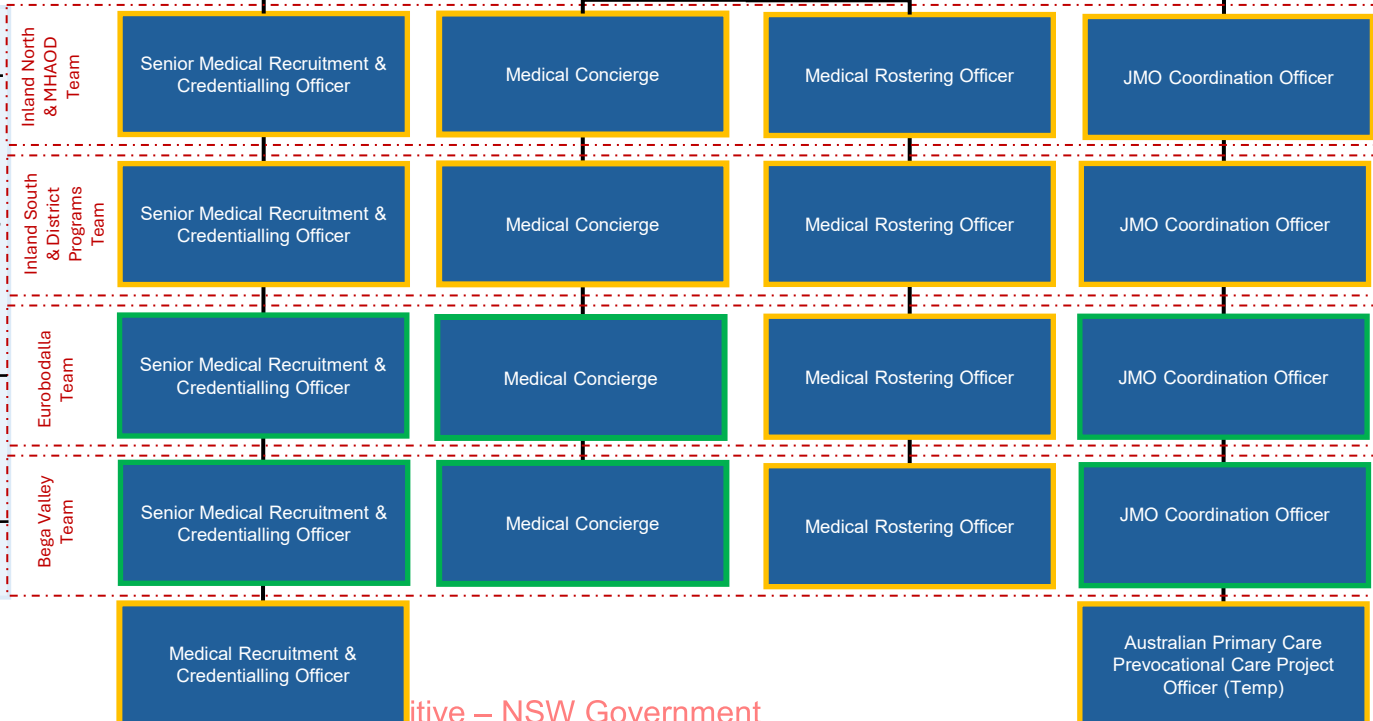 Inland North
& MHAOD
Team
Senior Medical Recruitment &
Credentialling Officer
Medical Concierge
Medical Rostering Officer
JMO Coordination Officer
Inland South
& District
Programs
Team
Senior Medical Recruitment &
Credentialling Officer
Medical Concierge
Medical Rostering Officer
JMO Coordination Officer
Eurobodalla
Team
Senior Medical Recruitment &
Credentialling Officer
Medical Concierge
Medical Rostering Officer
JMO Coordination Officer
Bega Valley
Team
Senior Medical Recruitment &
Credentialling Officer
Medical Concierge
Medical Rostering Officer
JMO Coordination Officer
Medical Recruitment &
Credentialling Officer
Australian Primary Care
Prevocational Care Project
Officer (Temp)
itive – NSW Government